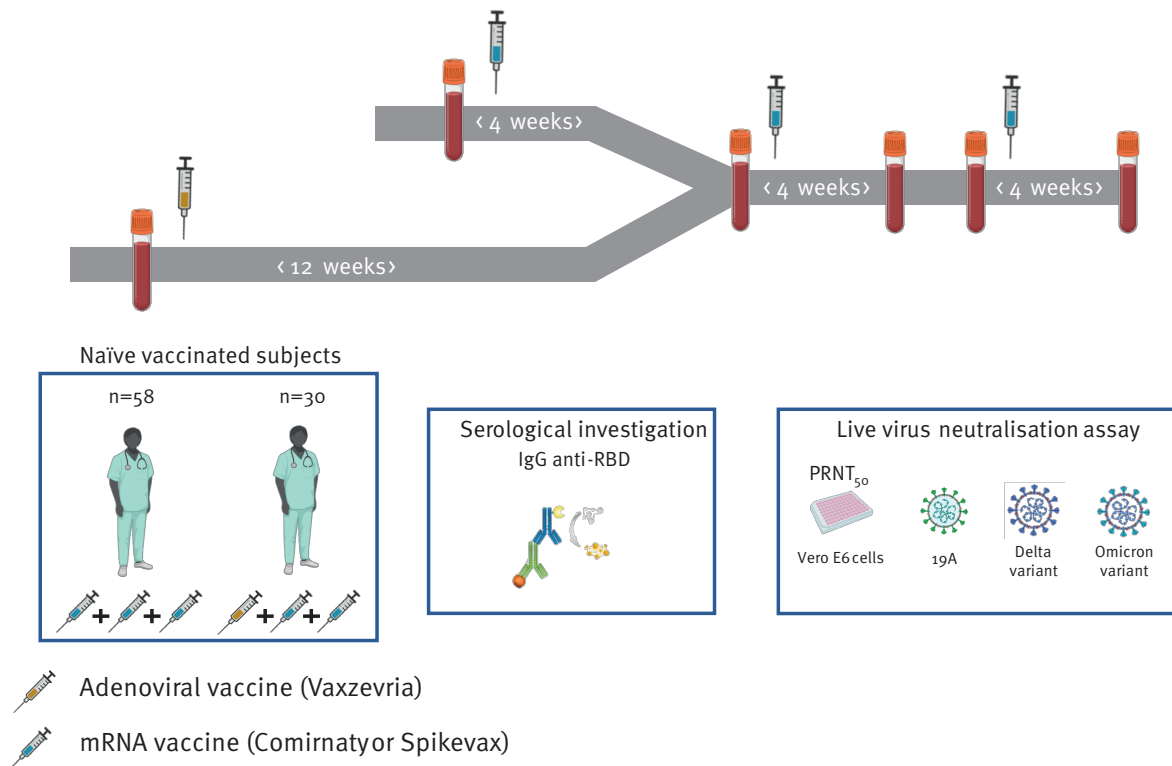 < 4 weeks>
< 4 weeks>
< 4 weeks>
< 12 weeks>
Naïve vaccinated subjects
n=58
n=30
+ +
+ +
Serological investigation
IgG anti-RBD
Live virus neutralisation assay
PRNT50
Vero E6 cells
19A
Delta
variant
Omicron
variant
Adenoviral vaccine (Vaxzevria)
mRNA vaccine (Comirnaty or Spikevax)